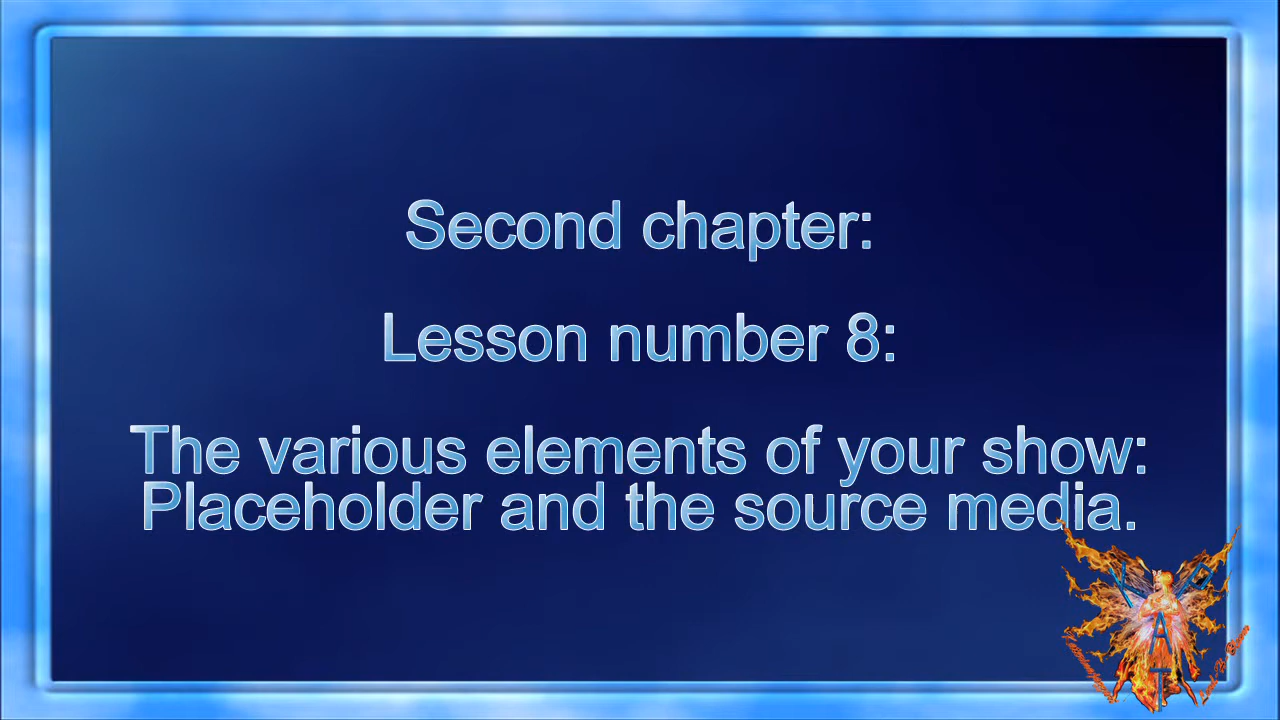 Second chapter:
Lesson number 8:
The various elements of your show:
Placeholder and the source media.